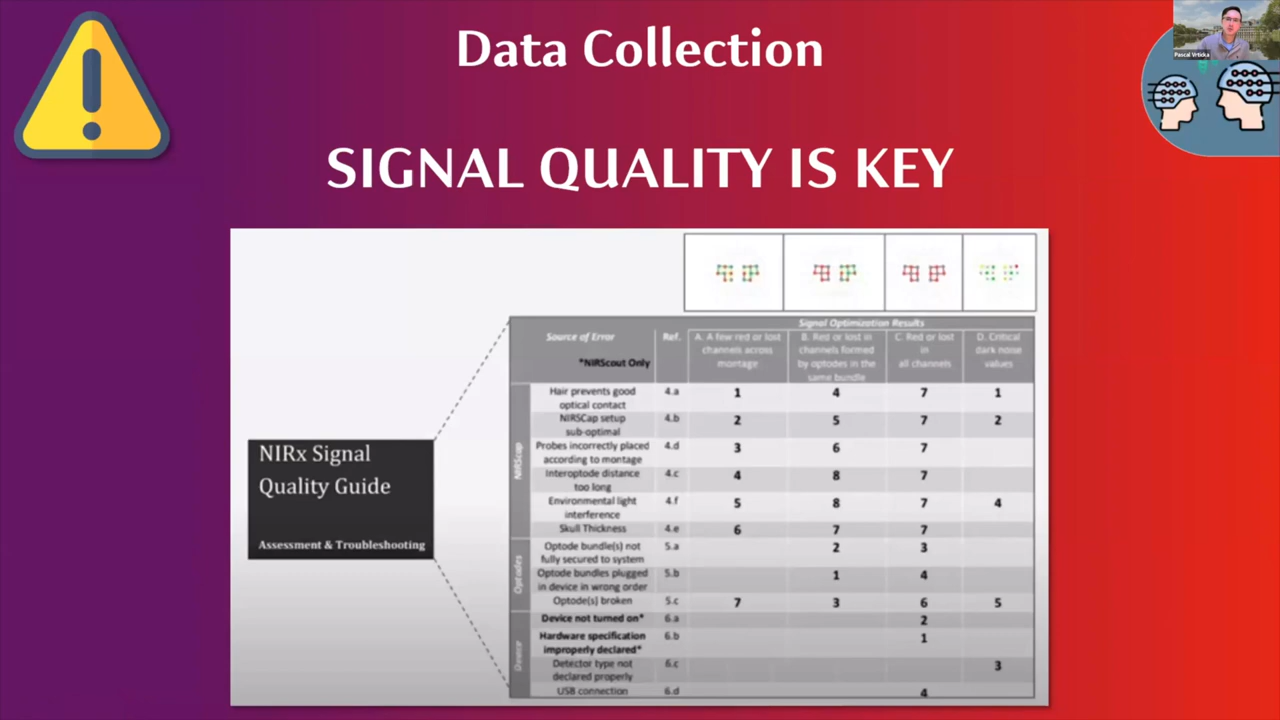 Data Collection
Pascal Vrticka
SIGNAL QUALITY IS KEY
NIRx Signal
Quality Guide
Assessment & Troubleshooting
Signal Optimization Results
Source of Error
*NIRScout Only
Ref.
A. A few red or lost
channels across
montage
B. Red or lost in
channels formed
by optodes in the
same bundle
C. Red or lost
in
all channels
D. Critical
dark noise
values
NIRScap
Hair prevents good
optical contact
4.a 1 4 7 1
NIRSCap setup
sub-optimal
4.b 2 5 7 2
Probes incorrectly placed
according to montage
4.d 3 6 7
Interoptode distance
too long
4.c 4 8 7
Environmental light
interference
4.f 5 8 7 4
Skull Thickness 4.e 6 7 7
Optodes
Optode bundle(s) not
fully secured to system
5.a 2 3
Optode bundles plugged
in device in wrong order
5.b 1 4
Optode(s) broken 5.c 7 3 6 5
Device
Device not turned on* 6.a 2
Hardware specification
improperly declared*
6.b 1
Detector type not
declared properly
6.c 3
USB connection 6.d 4